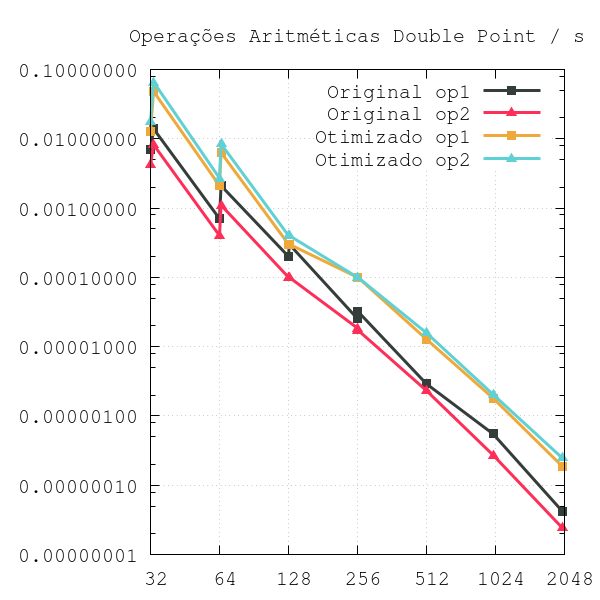 Operações Aritméticas Double Point / s
0.10000000
0.01000000
0.00100000
0.00010000
0.00001000
0.00000100
0.00000010
0.00000001
Original op1
Original op2
Otimizado op1
Otimizado op2
32 64 128 256 512 1024 2048